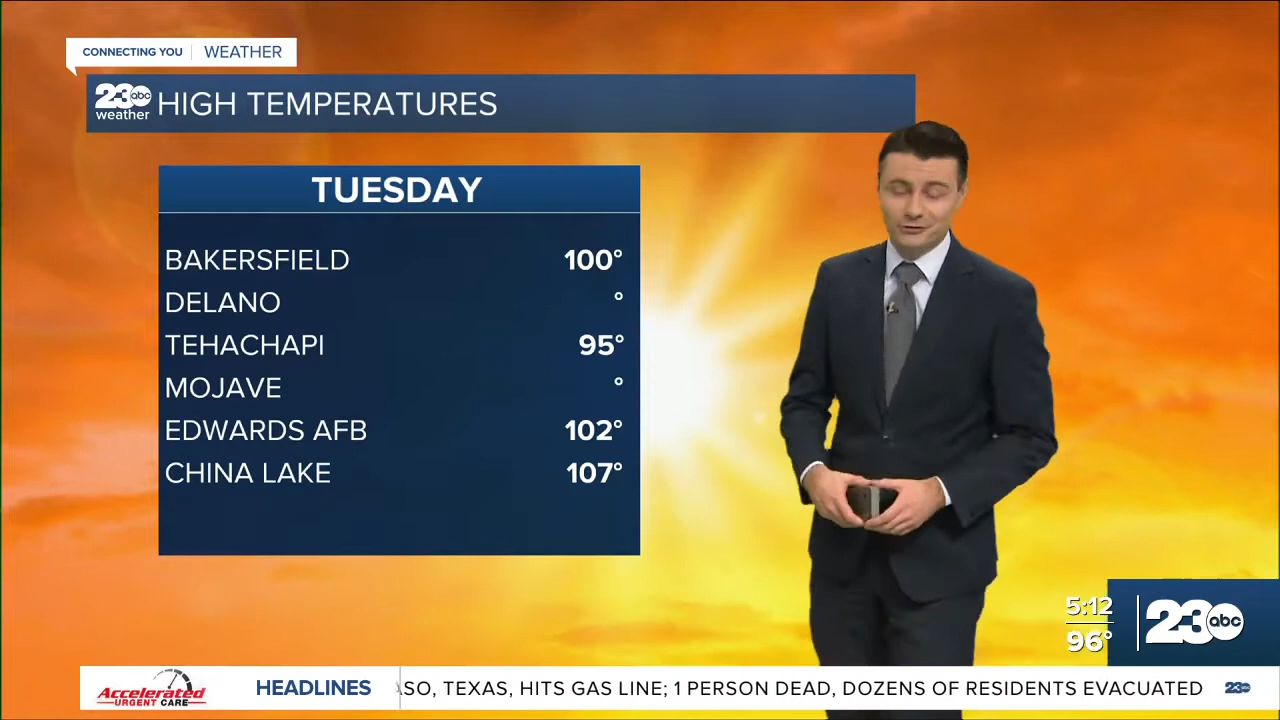 CONNECTING YOU | WEATHER
23 abc weather HIGH TEMPERATURES
TUESDAY
BAKERSFIELD 100°
DELANO °
TEHACHAPI 95°
MOJAVE °
EDWARDS AFB 102°
CHINA LAKE 107°
5:12
96°
23 abc
Accelerated
URGENT CARE
HEADLINES
SO, TEXAS, HITS GAS LINE; 1 PERSON DEAD, DOZENS OF RESIDENTS EVACUATED
23